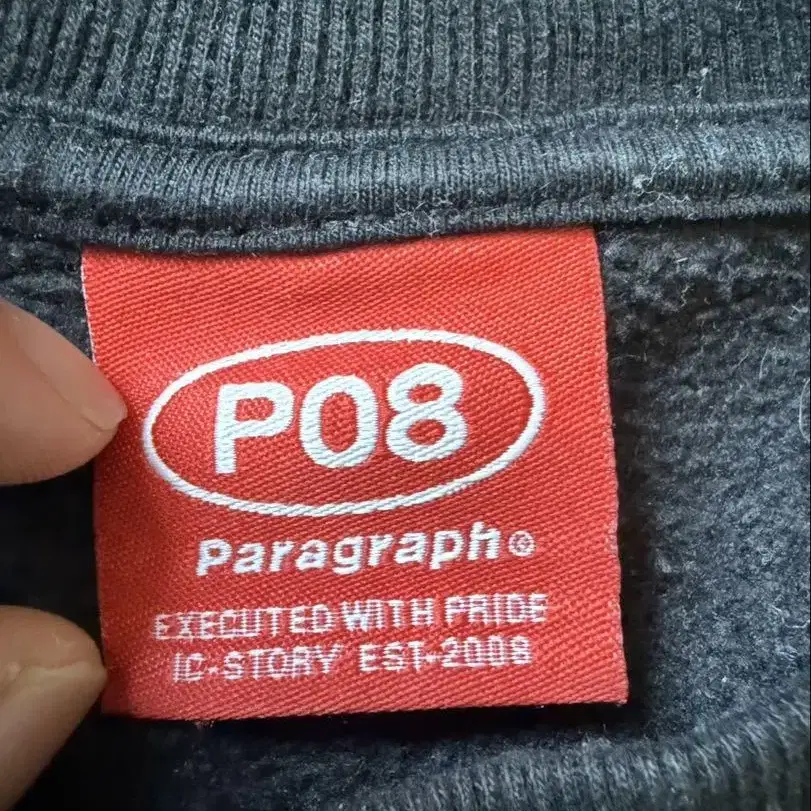 P08
Paragraph®
EXECUTED WITH PRIDE
IC-STORY EST-2008